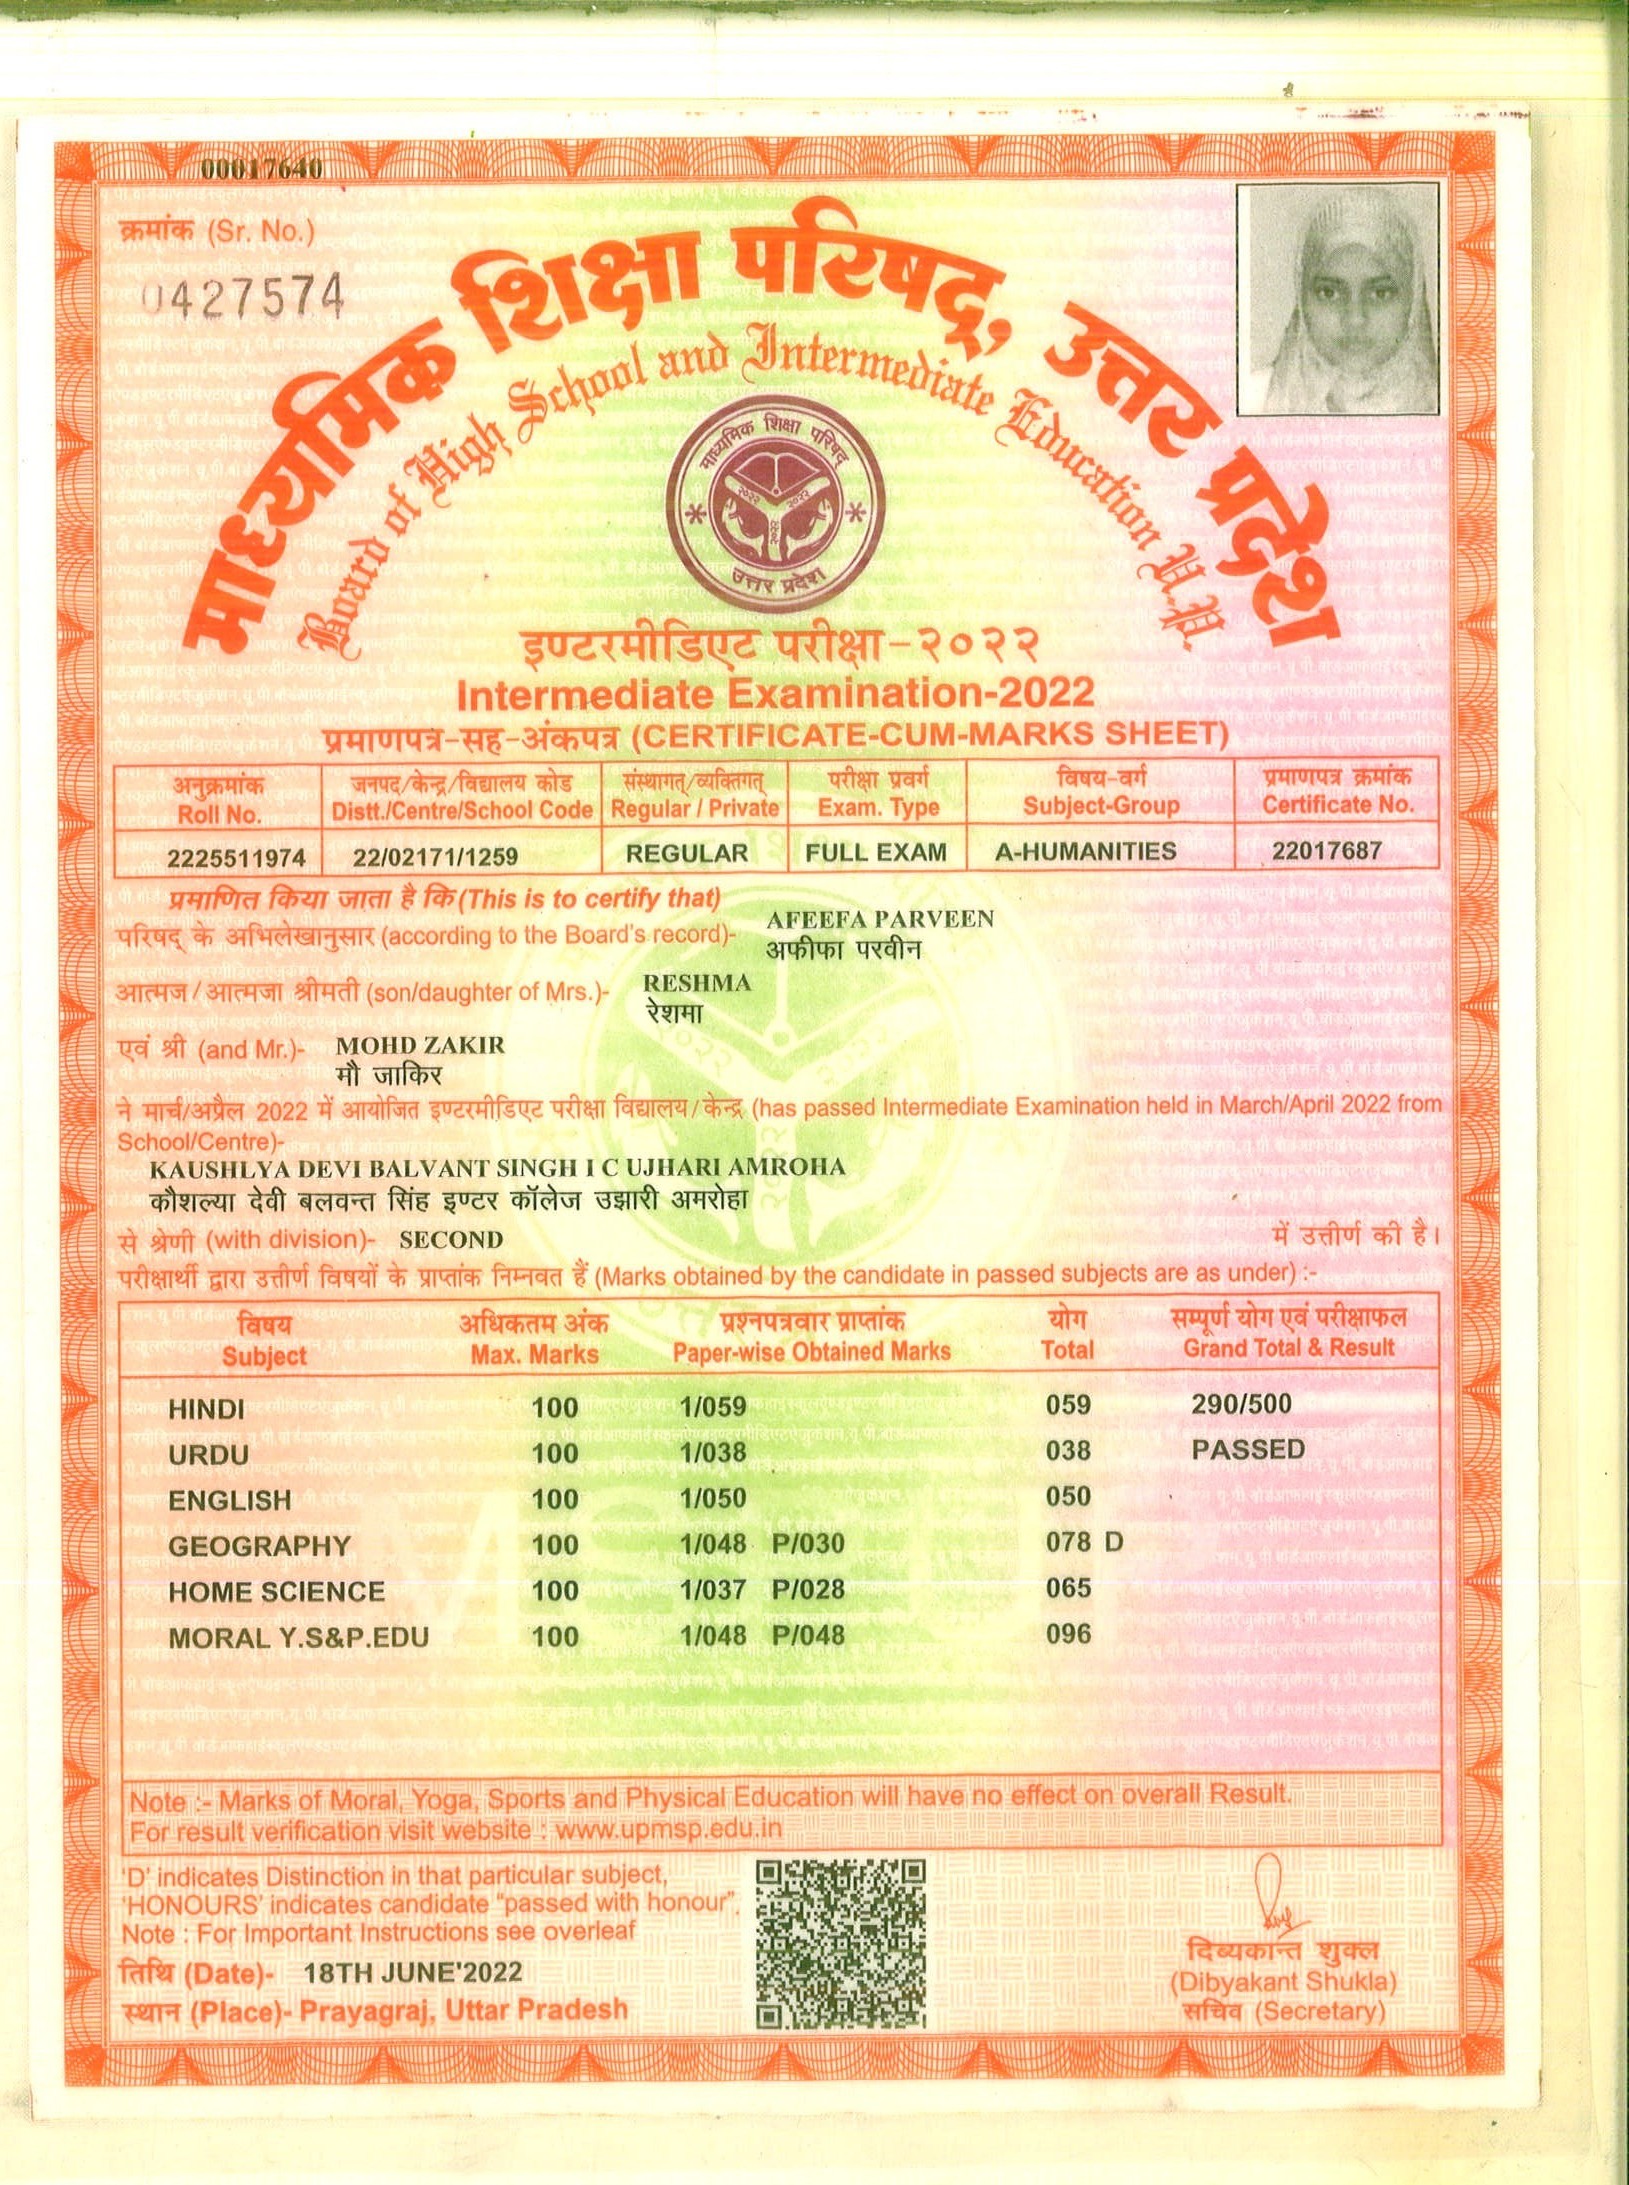 00017640
क्रमांक (Sr. No.)
0427574
माध्यमिक शिक्षा परिषद्, उत्तर प्रदेश
Board of High School and Intermediate Education U.P.
माध्यमिक शिक्षा परिषद्
२०२२ २०२२
२०२२
उत्तर प्रदेश
इण्टरमीडिएट परीक्षा-२०२२
Intermediate Examination-2022
प्रमाणपत्र-सह-अंकपत्र (CERTIFICATE-CUM-MARKS SHEET)
अनुक्रमांक जनपद/केन्द्र/विद्यालय कोड संस्थागत्/व्यक्तिगत् परीक्षा प्रवर्ग विषय-वर्ग प्रमाणपत्र क्रमांक
Roll No. Distt./Centre/School Code Regular / Private Exam. Type Subject-Group Certificate No.
2225511974 22/02171/1259 REGULAR FULL EXAM A-HUMANITIES 22017687
प्रमाणित किया जाता है कि (This is to certify that)
AFEEFA PARVEEN
परिषद् के अभिलेखानुसार (according to the Board's record)- अफीफा परवीन
RESHMA
आत्मज/आत्मजा श्रीमती (son/daughter of Mrs.)- रेशमा
एवं श्री (and Mr.)- MOHD ZAKIR
मौ जाकिर
ने मार्च/अप्रैल 2022 में आयोजित इण्टरमीडिएट परीक्षा विद्यालय/केन्द्र (has passed Intermediate Examination held in March/April 2022 from
School/Centre)-
KAUSHLYA DEVI BALVANT SINGH I C UJHARI AMROHA
कौशल्या देवी बलवन्त सिंह इण्टर कॉलेज उझारी अमरोहा
से श्रेणी (with division)- SECOND में उत्तीर्ण की है।
परीक्षार्थी द्वारा उत्तीर्ण विषयों के प्राप्तांक निम्नवत हैं (Marks obtained by the candidate in passed subjects are as under) :-
विषय अधिकतम अंक प्रश्नपत्रवार प्राप्तांक योग सम्पूर्ण योग एवं परीक्षाफल
Subject Max. Marks Paper-wise Obtained Marks Total Grand Total & Result
HINDI 100 1/059 059 290/500
URDU 100 1/038 038 PASSED
ENGLISH 100 1/050 050
GEOGRAPHY 100 1/048 P/030 078 D
HOME SCIENCE 100 1/037 P/028 065
MORAL Y.S&P.EDU 100 1/048 P/048 096
Note :- Marks of Moral, Yoga, Sports and Physical Education will have no effect on overall Result.
For result verification visit website : www.upmsp.edu.in
'D' indicates Distinction in that particular subject,
'HONOURS' indicates candidate "passed with honour",
Note : For Important Instructions see overleaf
तिथि (Date)- 18TH JUNE'2022
स्थान (Place)- Prayagraj, Uttar Pradesh
दिव्यकान्त शुक्ल
(Dibyakant Shukla)
सचिव (Secretary)